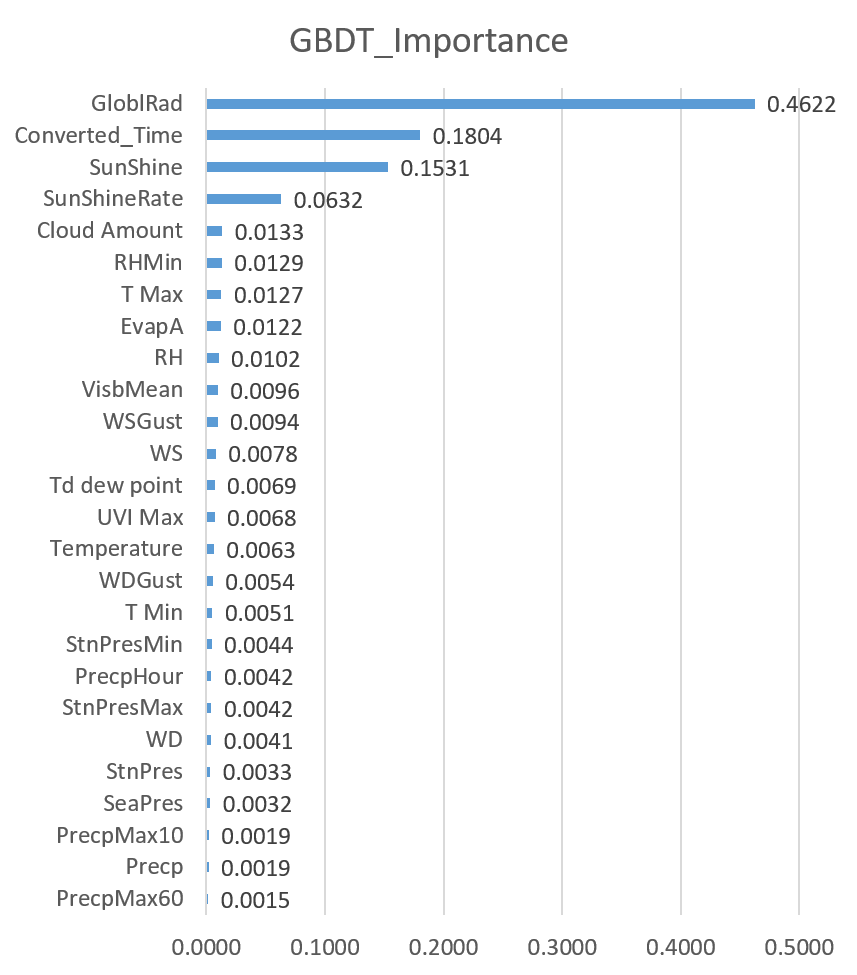 GBDT_Importance
GloblRad 0.4622
Converted_Time 0.1804
SunShine 0.1531
SunShineRate 0.0632
Cloud Amount 0.0133
RHMin 0.0129
T Max 0.0127
EvapA 0.0122
RH 0.0102
VisbMean 0.0096
WSGust 0.0094
WS 0.0078
Td dew point 0.0069
UVI Max 0.0068
Temperature 0.0063
WDGust 0.0054
T Min 0.0051
StnPresMin 0.0044
PrecpHour 0.0042
StnPresMax 0.0042
WD 0.0041
StnPres 0.0033
SeaPres 0.0032
PrecpMax10 0.0019
Precp 0.0019
PrecpMax60 0.0015
0.0000 0.1000 0.2000 0.3000 0.4000 0.5000